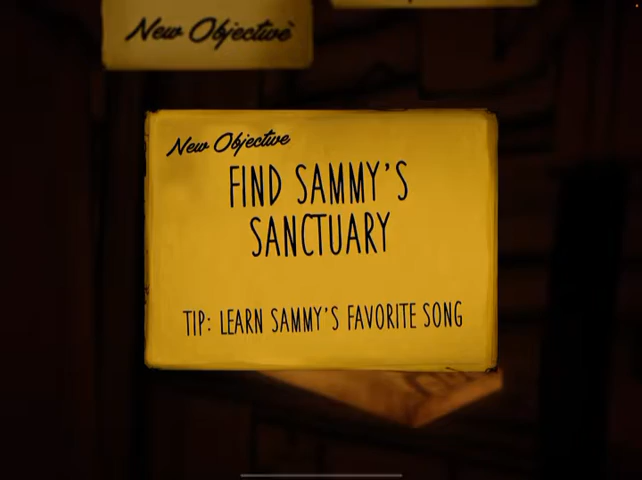 New Objective
New Objective
FIND SAMMY'S
SANCTUARY
TIP: LEARN SAMMY'S FAVORITE SONG